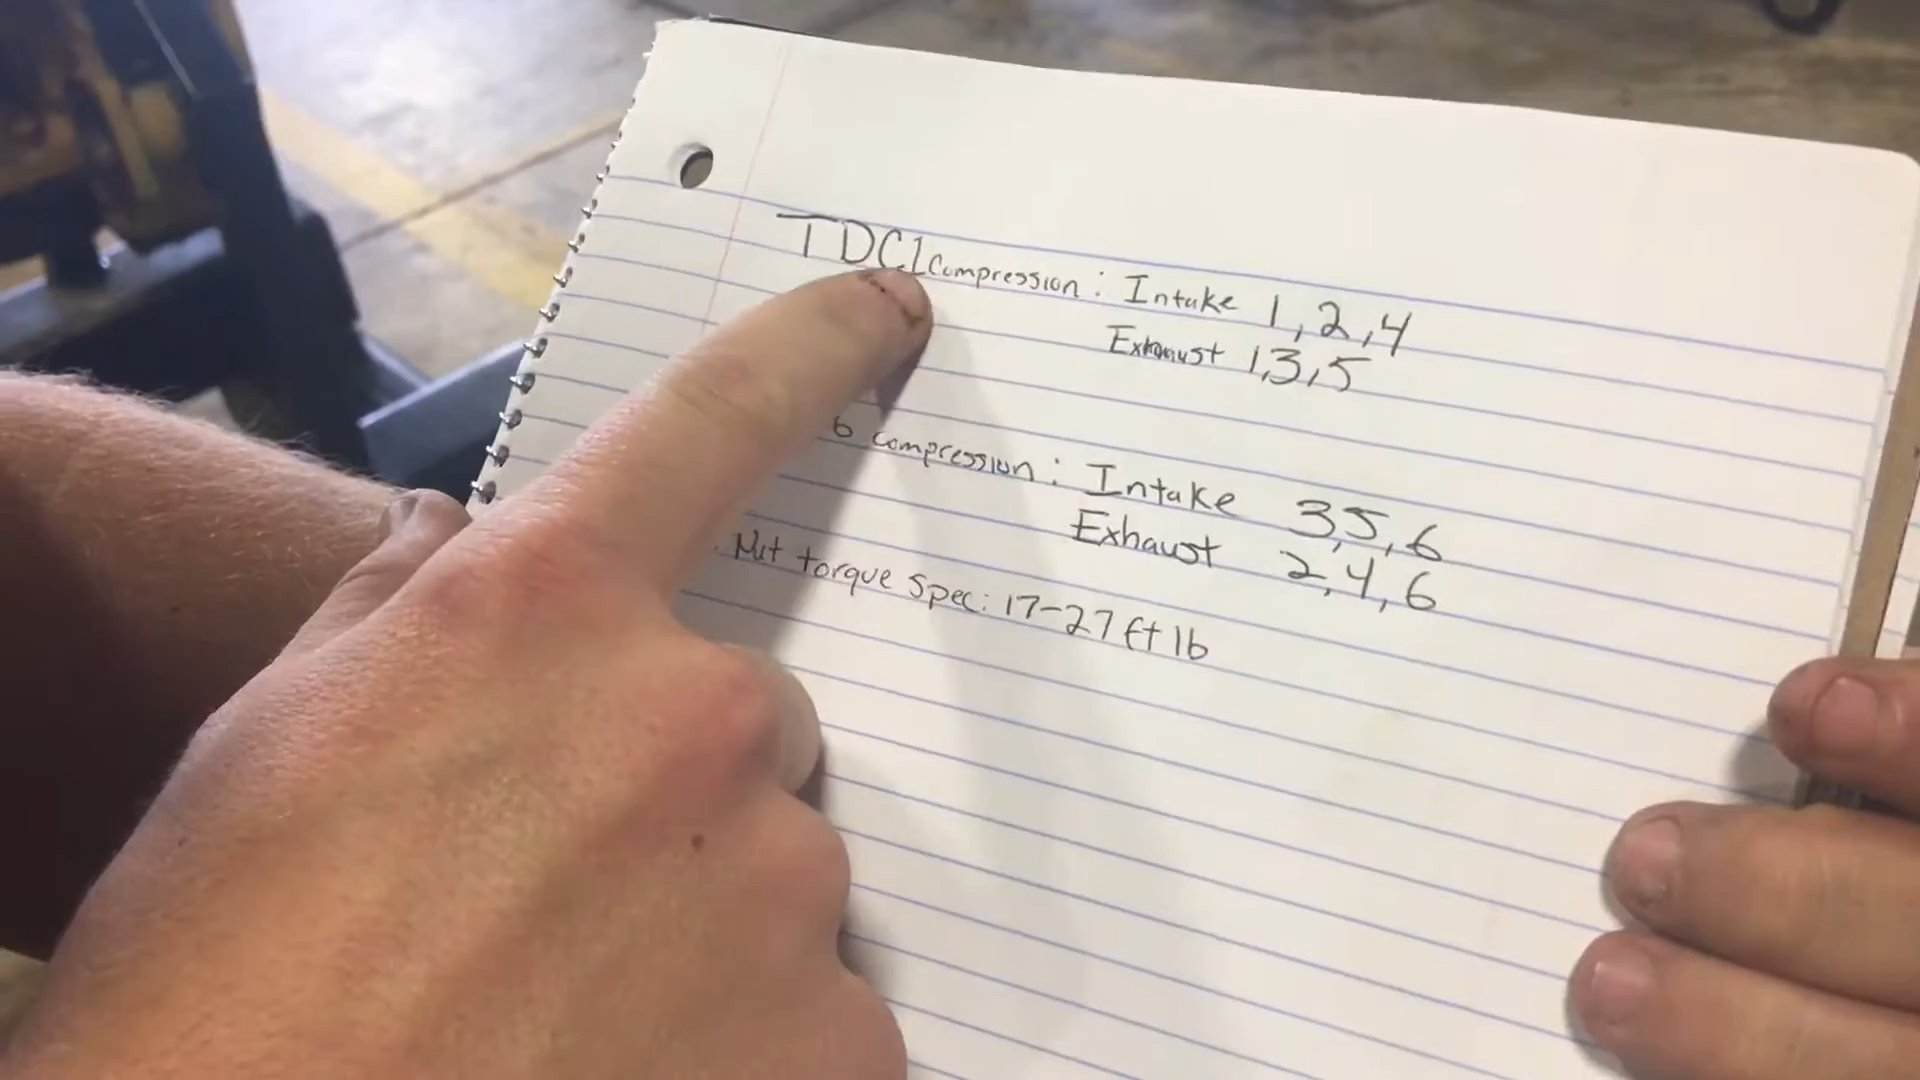 TDC1 compression: Intake 1,2,4
Exhaust 1,3,5
6 compression: Intake 3,5,6
Exhaust 2,4,6
Nut torque spec: 17-27 ft lb